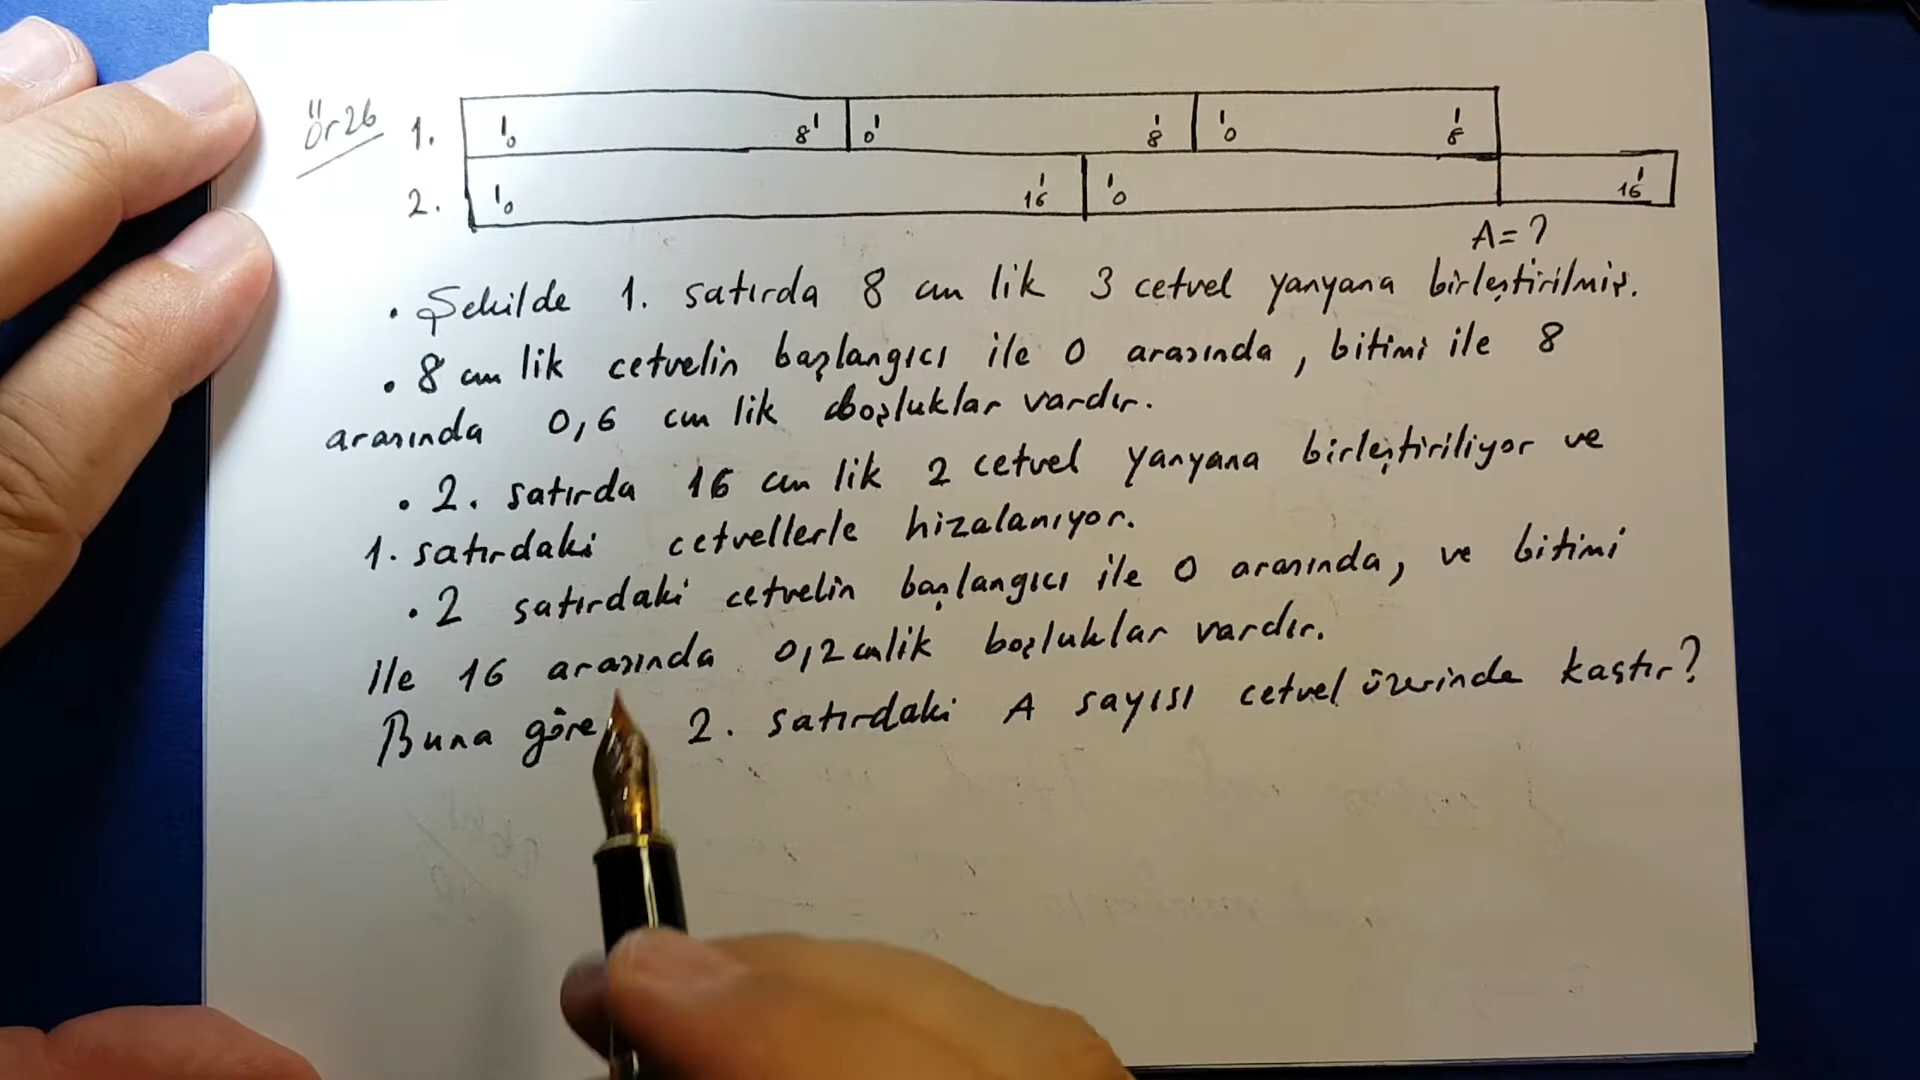 Ör26
1. 0 8 0 8 0 8
2. 0 16 0 16
A=?
• Şekilde 1. satırda 8 cm lik 3 cetvel yanyana birleştirilmiş.
• 8 cm lik cetvelin başlangıcı ile 0 arasında, bitimi ile 8
arasında 0,6 cm lik boşluklar vardır.
• 2. satırda 16 cm lik 2 cetvel yanyana birleştiriliyor ve
1. satırdaki cetvellerle hizalanıyor.
• 2 satırdaki cetvelin başlangıcı ile 0 arasında, ve bitimi
ile 16 arasında 0,2 cmlik boşluklar vardır.
Buna göre 2. satırdaki A sayısı cetvel üzerinde kaçtır?